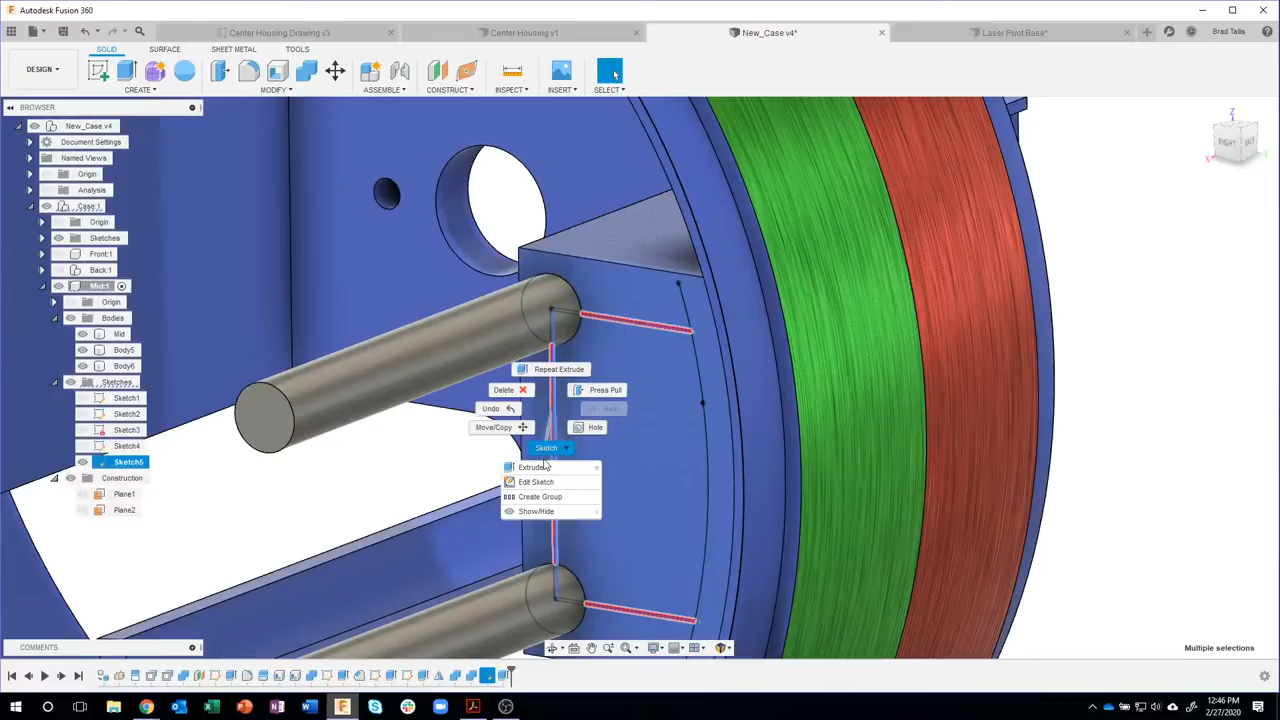 Autodesk Fusion 360
Center Housing Drawing v3
Center Housing v1
New_Case v4*
Laser Pivot Base*
Brad Tallis
SOLID
SURFACE
SHEET METAL
TOOLS
DESIGN
CREATE
MODIFY
ASSEMBLE
CONSTRUCT
INSPECT
INSERT
SELECT
BROWSER
New_Case v4
Document Settings
Named Views
Origin
Analysis
Case:1
Origin
Sketches
Front:1
Back:1
Mid:1
Origin
Bodies
Mid
Body5
Body6
Sketches
Sketch1
Sketch2
Sketch3
Sketch4
Sketch5
Construction
Plane1
Plane2
Z
RIGHT
X
Y
Repeat Extrude
Delete
Press Pull
Undo
Redo
Move/Copy
Hole
Sketch
Extrude
Edit Sketch
Create Group
Show/Hide
COMMENTS
Multiple selections
12:46 PM
2/27/2020